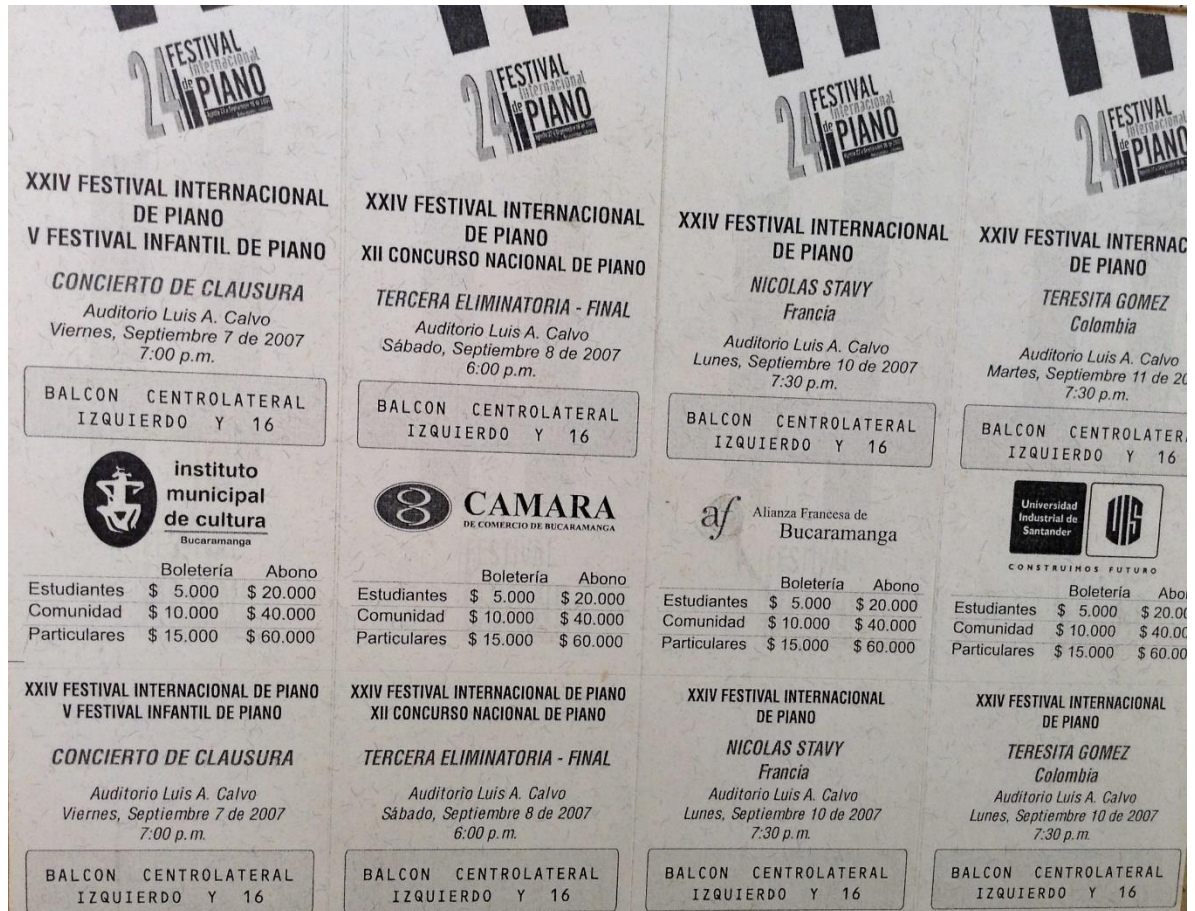 24 FESTIVAL
internacional
de PIANO
XXIV FESTIVAL INTERNACIONAL
DE PIANO
V FESTIVAL INFANTIL DE PIANO
CONCIERTO DE CLAUSURA
Auditorio Luis A. Calvo
Viernes, Septiembre 7 de 2007
7:00 p.m.
BALCON CENTROLATERAL
IZQUIERDO Y 16
instituto
municipal
de cultura
Bucaramanga
Boletería Abono
Estudiantes $ 5.000 $ 20.000
Comunidad $ 10.000 $ 40.000
Particulares $ 15.000 $ 60.000
XXIV FESTIVAL INTERNACIONAL DE PIANO
V FESTIVAL INFANTIL DE PIANO
CONCIERTO DE CLAUSURA
Auditorio Luis A. Calvo
Viernes, Septiembre 7 de 2007
7:00 p.m.
BALCON CENTROLATERAL
IZQUIERDO Y 16
24 FESTIVAL
internacional
de PIANO
XXIV FESTIVAL INTERNACIONAL
DE PIANO
XII CONCURSO NACIONAL DE PIANO
TERCERA ELIMINATORIA - FINAL
Auditorio Luis A. Calvo
Sábado, Septiembre 8 de 2007
6:00 p.m.
BALCON CENTROLATERAL
IZQUIERDO Y 16
CAMARA
DE COMERCIO DE BUCARAMANGA
Boletería Abono
Estudiantes $ 5.000 $ 20.000
Comunidad $ 10.000 $ 40.000
Particulares $ 15.000 $ 60.000
XXIV FESTIVAL INTERNACIONAL DE PIANO
XII CONCURSO NACIONAL DE PIANO
TERCERA ELIMINATORIA - FINAL
Auditorio Luis A. Calvo
Sábado, Septiembre 8 de 2007
6:00 p.m.
BALCON CENTROLATERAL
IZQUIERDO Y 16
24 FESTIVAL
internacional
de PIANO
XXIV FESTIVAL INTERNACIONAL
DE PIANO
NICOLAS STAVY
Francia
Auditorio Luis A. Calvo
Lunes, Septiembre 10 de 2007
7:30 p.m.
BALCON CENTROLATERAL
IZQUIERDO Y 16
af Alianza Francesa de
Bucaramanga
Boletería Abono
Estudiantes $ 5.000 $ 20.000
Comunidad $ 10.000 $ 40.000
Particulares $ 15.000 $ 60.000
XXIV FESTIVAL INTERNACIONAL
DE PIANO
NICOLAS STAVY
Francia
Auditorio Luis A. Calvo
Lunes, Septiembre 10 de 2007
7:30 p.m.
BALCON CENTROLATERAL
IZQUIERDO Y 16
24 FESTIVAL
internacional
de PIANO
XXIV FESTIVAL INTERNAC
DE PIANO
TERESITA GOMEZ
Colombia
Auditorio Luis A. Calvo
Martes, Septiembre 11 de 20
7:30 p.m.
BALCON CENTROLATERA
IZQUIERDO Y 16
Universidad
Industrial de
Santander
UIS
CONSTRUIMOS FUTURO
Boletería Abo
Estudiantes $ 5.000 $ 20.00
Comunidad $ 10.000 $ 40.00
Particulares $ 15.000 $ 60.00
XXIV FESTIVAL INTERNACIONAL
DE PIANO
TERESITA GOMEZ
Colombia
Auditorio Luis A. Calvo
Lunes, Septiembre 10 de 2007
7:30 p.m.
BALCON CENTROLATERAL
IZQUIERDO Y 16